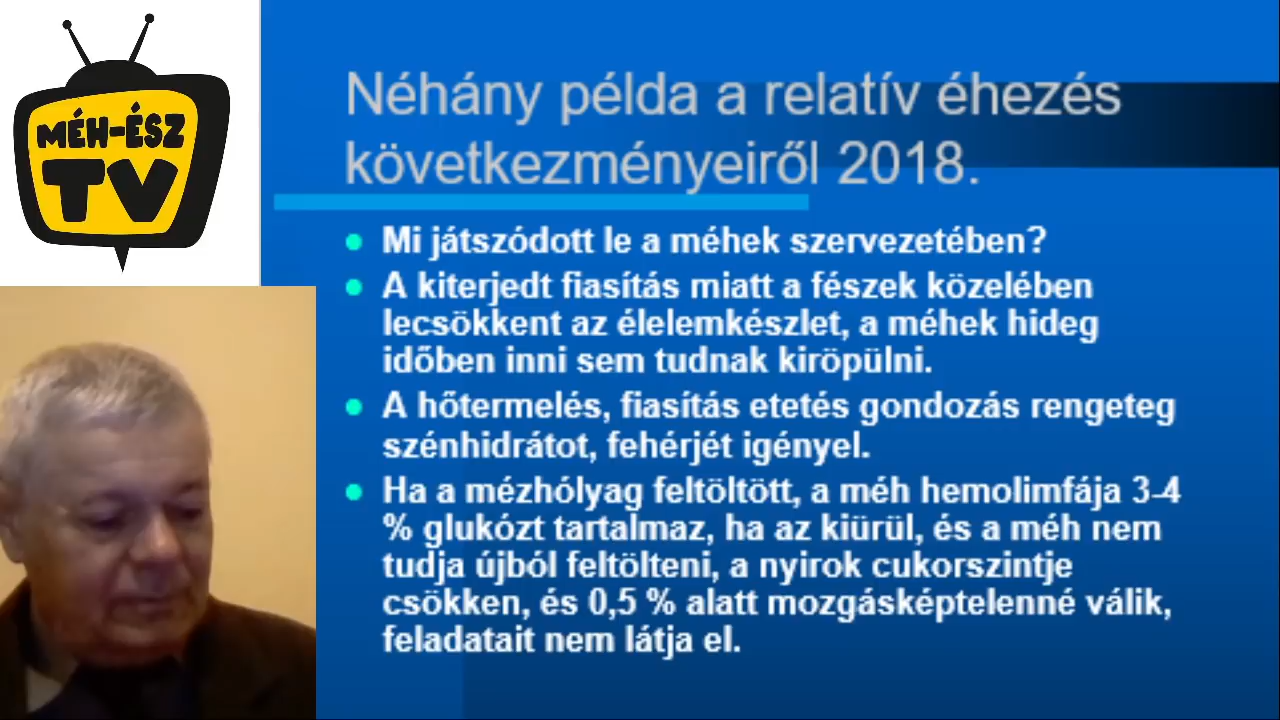 MÉH-ÉSZ
TV
Néhány példa a relatív éhezés
következményeiről 2018.
Mi játszódott le a méhek szervezetében?
A kiterjedt fiasítás miatt a fészek közelében
lecsökkent az élelemkészlet, a méhek hideg
időben inni sem tudnak kiröpülni.
A hőtermelés, fiasítás etetés gondozás rengeteg
szénhidrátot, fehérjét igényel.
Ha a mézhólyag feltöltött, a méh hemolimfája 3-4
% glukózt tartalmaz, ha az kiürül, és a méh nem
tudja újból feltölteni, a nyirok cukorszintje
csökken, és 0,5 % alatt mozgásképtelenné válik,
feladatait nem látja el.